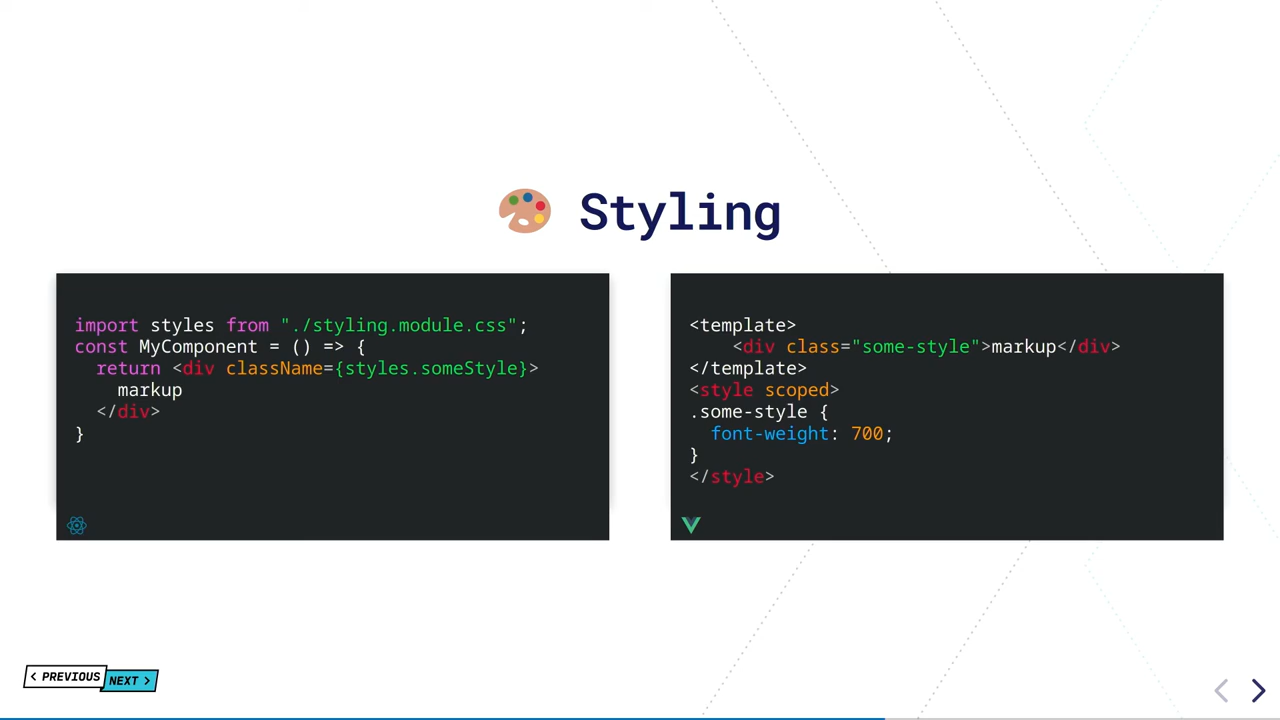 Styling
import styles from "./styling.module.css";
const MyComponent = () => {
  return <div className={styles.someStyle}>
    markup
  </div>
}
<template>
    <div class="some-style">markup</div>
</template>
<style scoped>
.some-style {
  font-weight: 700;
}
</style>
< PREVIOUS
NEXT >